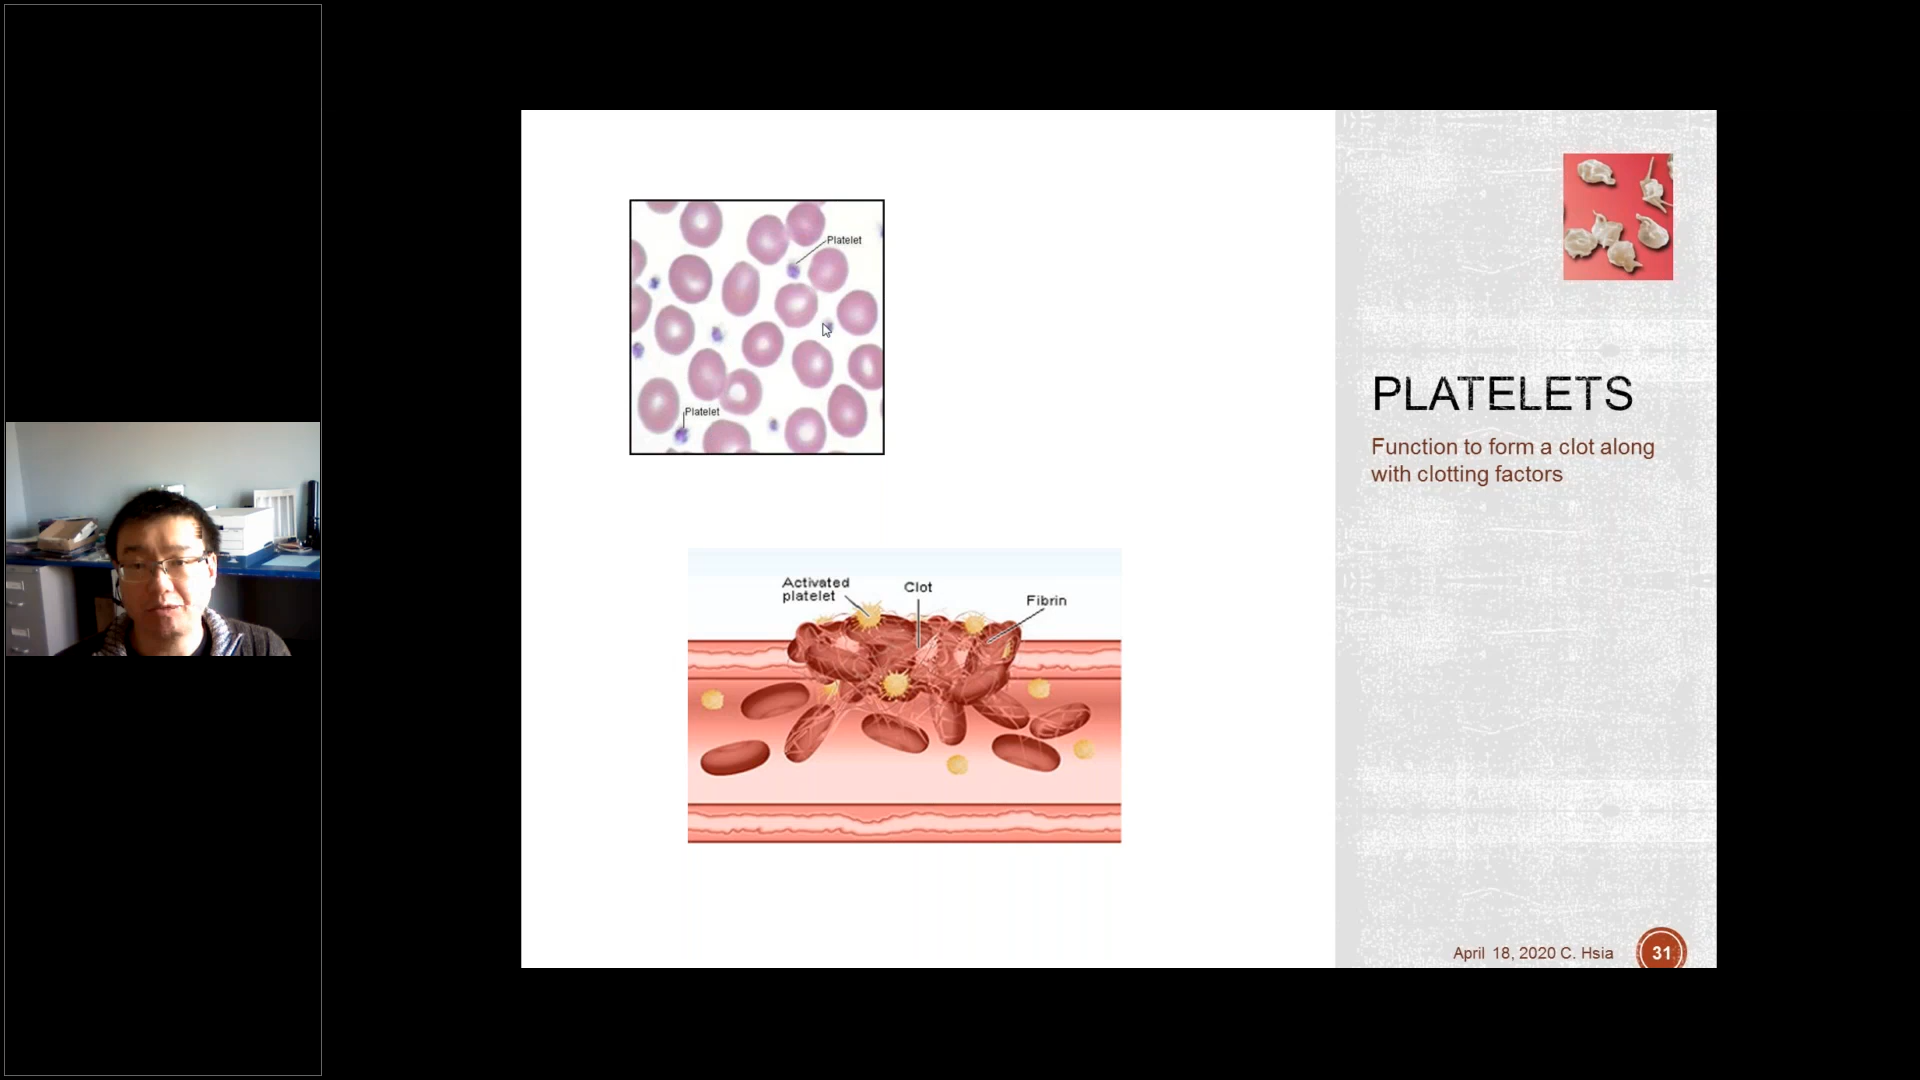 Platelet
Platelet
Activated
platelet
Clot
Fibrin
PLATELETS
Function to form a clot along
with clotting factors
April 18, 2020 C. Hsia
31